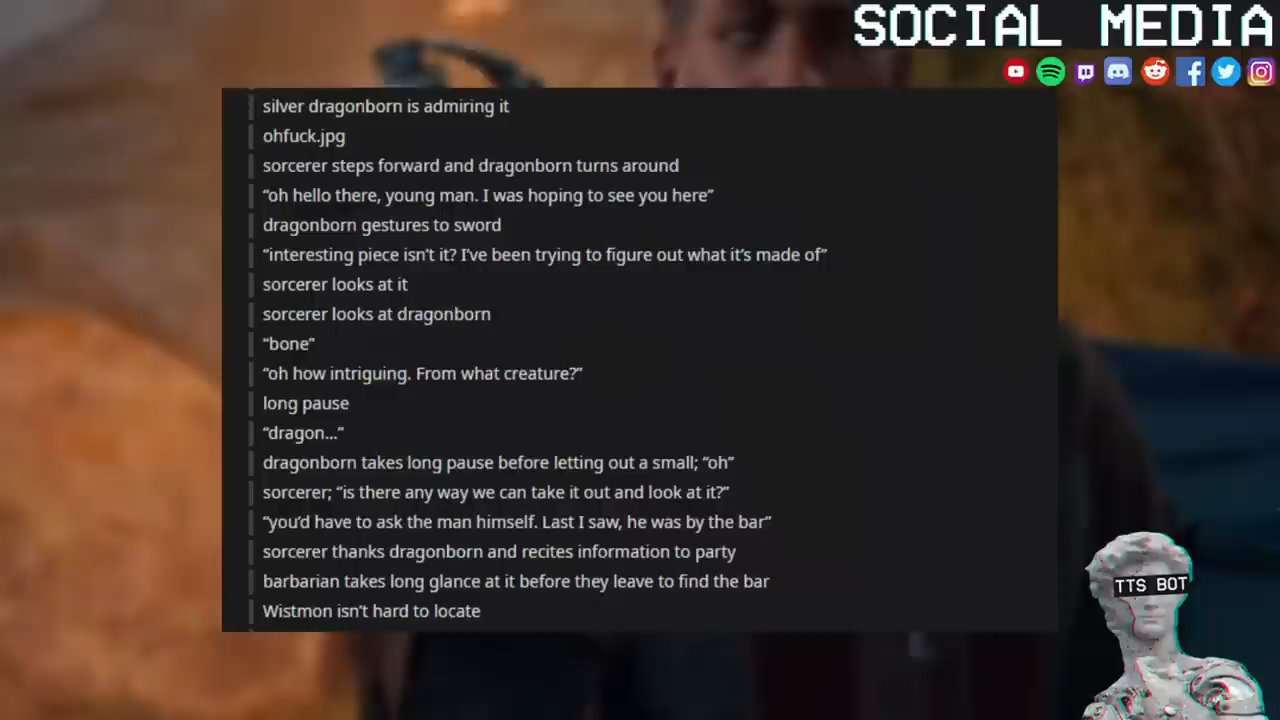 SOCIAL MEDIA
silver dragonborn is admiring it
ohfuck.jpg
sorcerer steps forward and dragonborn turns around
“oh hello there, young man. I was hoping to see you here”
dragonborn gestures to sword
“interesting piece isn’t it? I’ve been trying to figure out what it’s made of”
sorcerer looks at it
sorcerer looks at dragonborn
“bone”
“oh how intriguing. From what creature?”
long pause
“dragon...”
dragonborn takes long pause before letting out a small; “oh”
sorcerer; “is there any way we can take it out and look at it?”
“you’d have to ask the man himself. Last I saw, he was by the bar”
sorcerer thanks dragonborn and recites information to party
barbarian takes long glance at it before they leave to find the bar
Wistmon isn’t hard to locate
TTS BOT